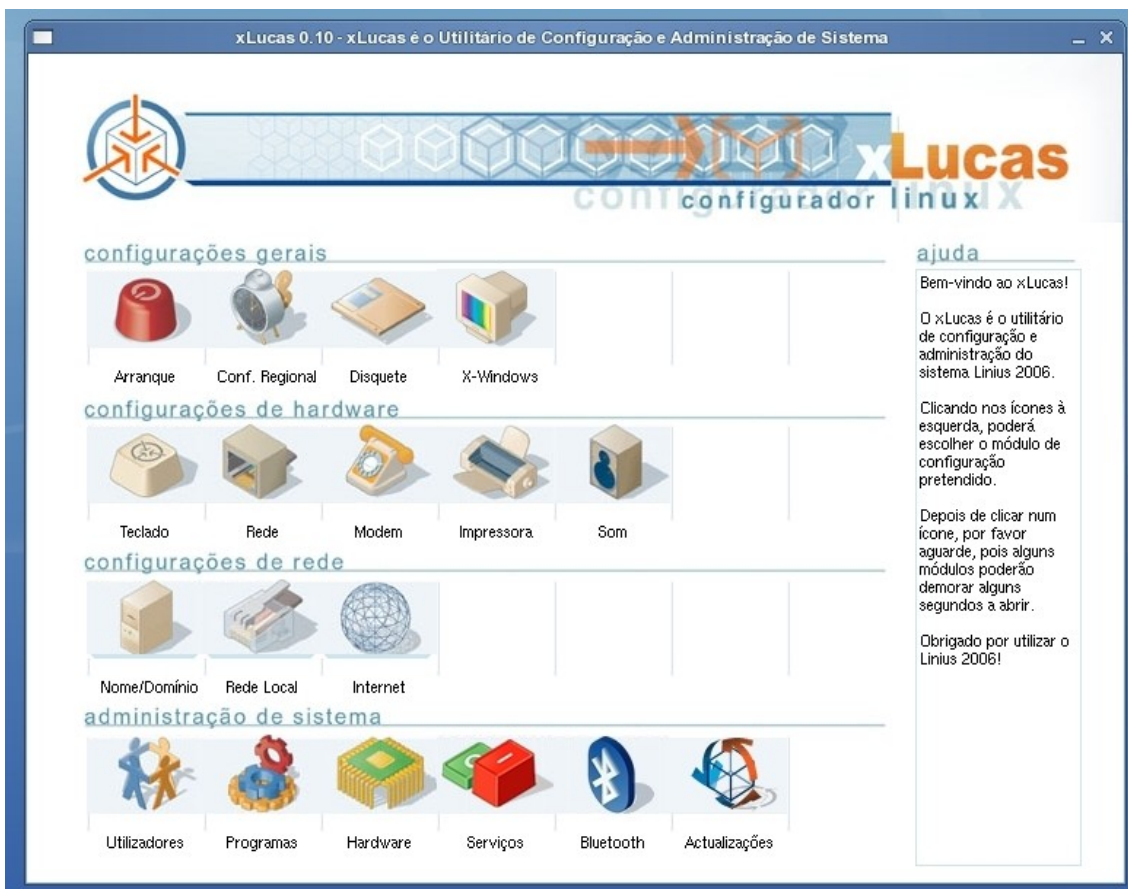 xLucas 0.10 - xLucas é o Utilitário de Configuração e Administração de Sistema
xLucas
configurador linux
configurações gerais
Arranque Conf. Regional Disquete X-Windows
configurações de hardware
Teclado Rede Modem Impressora Som
configurações de rede
Nome/Domínio Rede Local Internet
administração de sistema
Utilizadores Programas Hardware Serviços Bluetooth Actualizações
ajuda
Bem-vindo ao xLucas!
O xLucas é o utilitário
de configuração e
administração do
sistema Linius 2006.
Clicando nos ícones à
esquerda, poderá
escolher o módulo de
configuração
pretendido.
Depois de clicar num
ícone, por favor
aguarde, pois alguns
módulos poderão
demorar alguns
segundos a abrir.
Obrigado por utilizar o
Linius 2006!